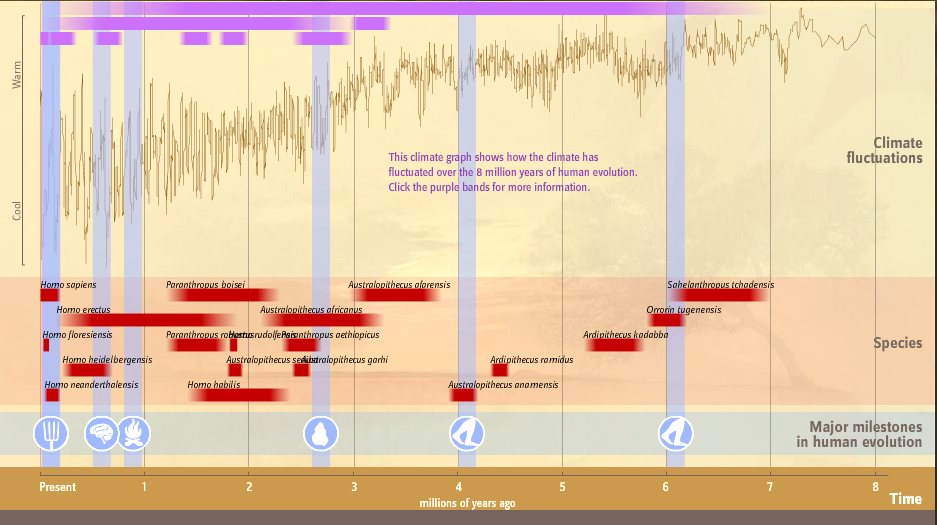 Warm
Cool
Climate
fluctuations
This climate graph shows how the climate has
fluctuated over the 8 million years of human evolution.
Click the purple bands for more information.
Homo sapiens
Paranthropus boisei
Australopithecus afarensis
Sahelanthropus tchadensis
Homo erectus
Australopithecus africanus
Orrorin tugenensis
Homo floresiensis
Paranthropus robustus
Homo rudolfensis
Paranthropus aethiopicus
Ardipithecus kadabba
Species
Homo heidelbergensis
Australopithecus sediba
Australopithecus garhi
Ardipithecus ramidus
Homo neanderthalensis
Homo habilis
Australopithecus anamensis
Major milestones
in human evolution
Present 1 2 3 4 5 6 7 8
Time
millions of years ago